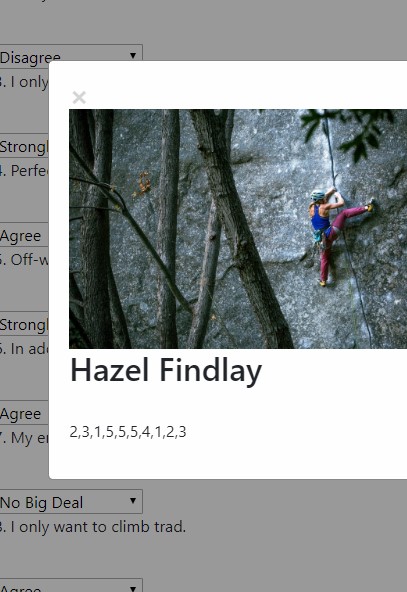 Disagree
3. I only
×
Strongl
4. Perfe
Agree
5. Off-w
Strongl
6. In ad
Hazel Findlay
Agree
2,3,1,5,5,5,4,1,2,3
7. My e
No Big Deal
8. I only want to climb trad.
Agree